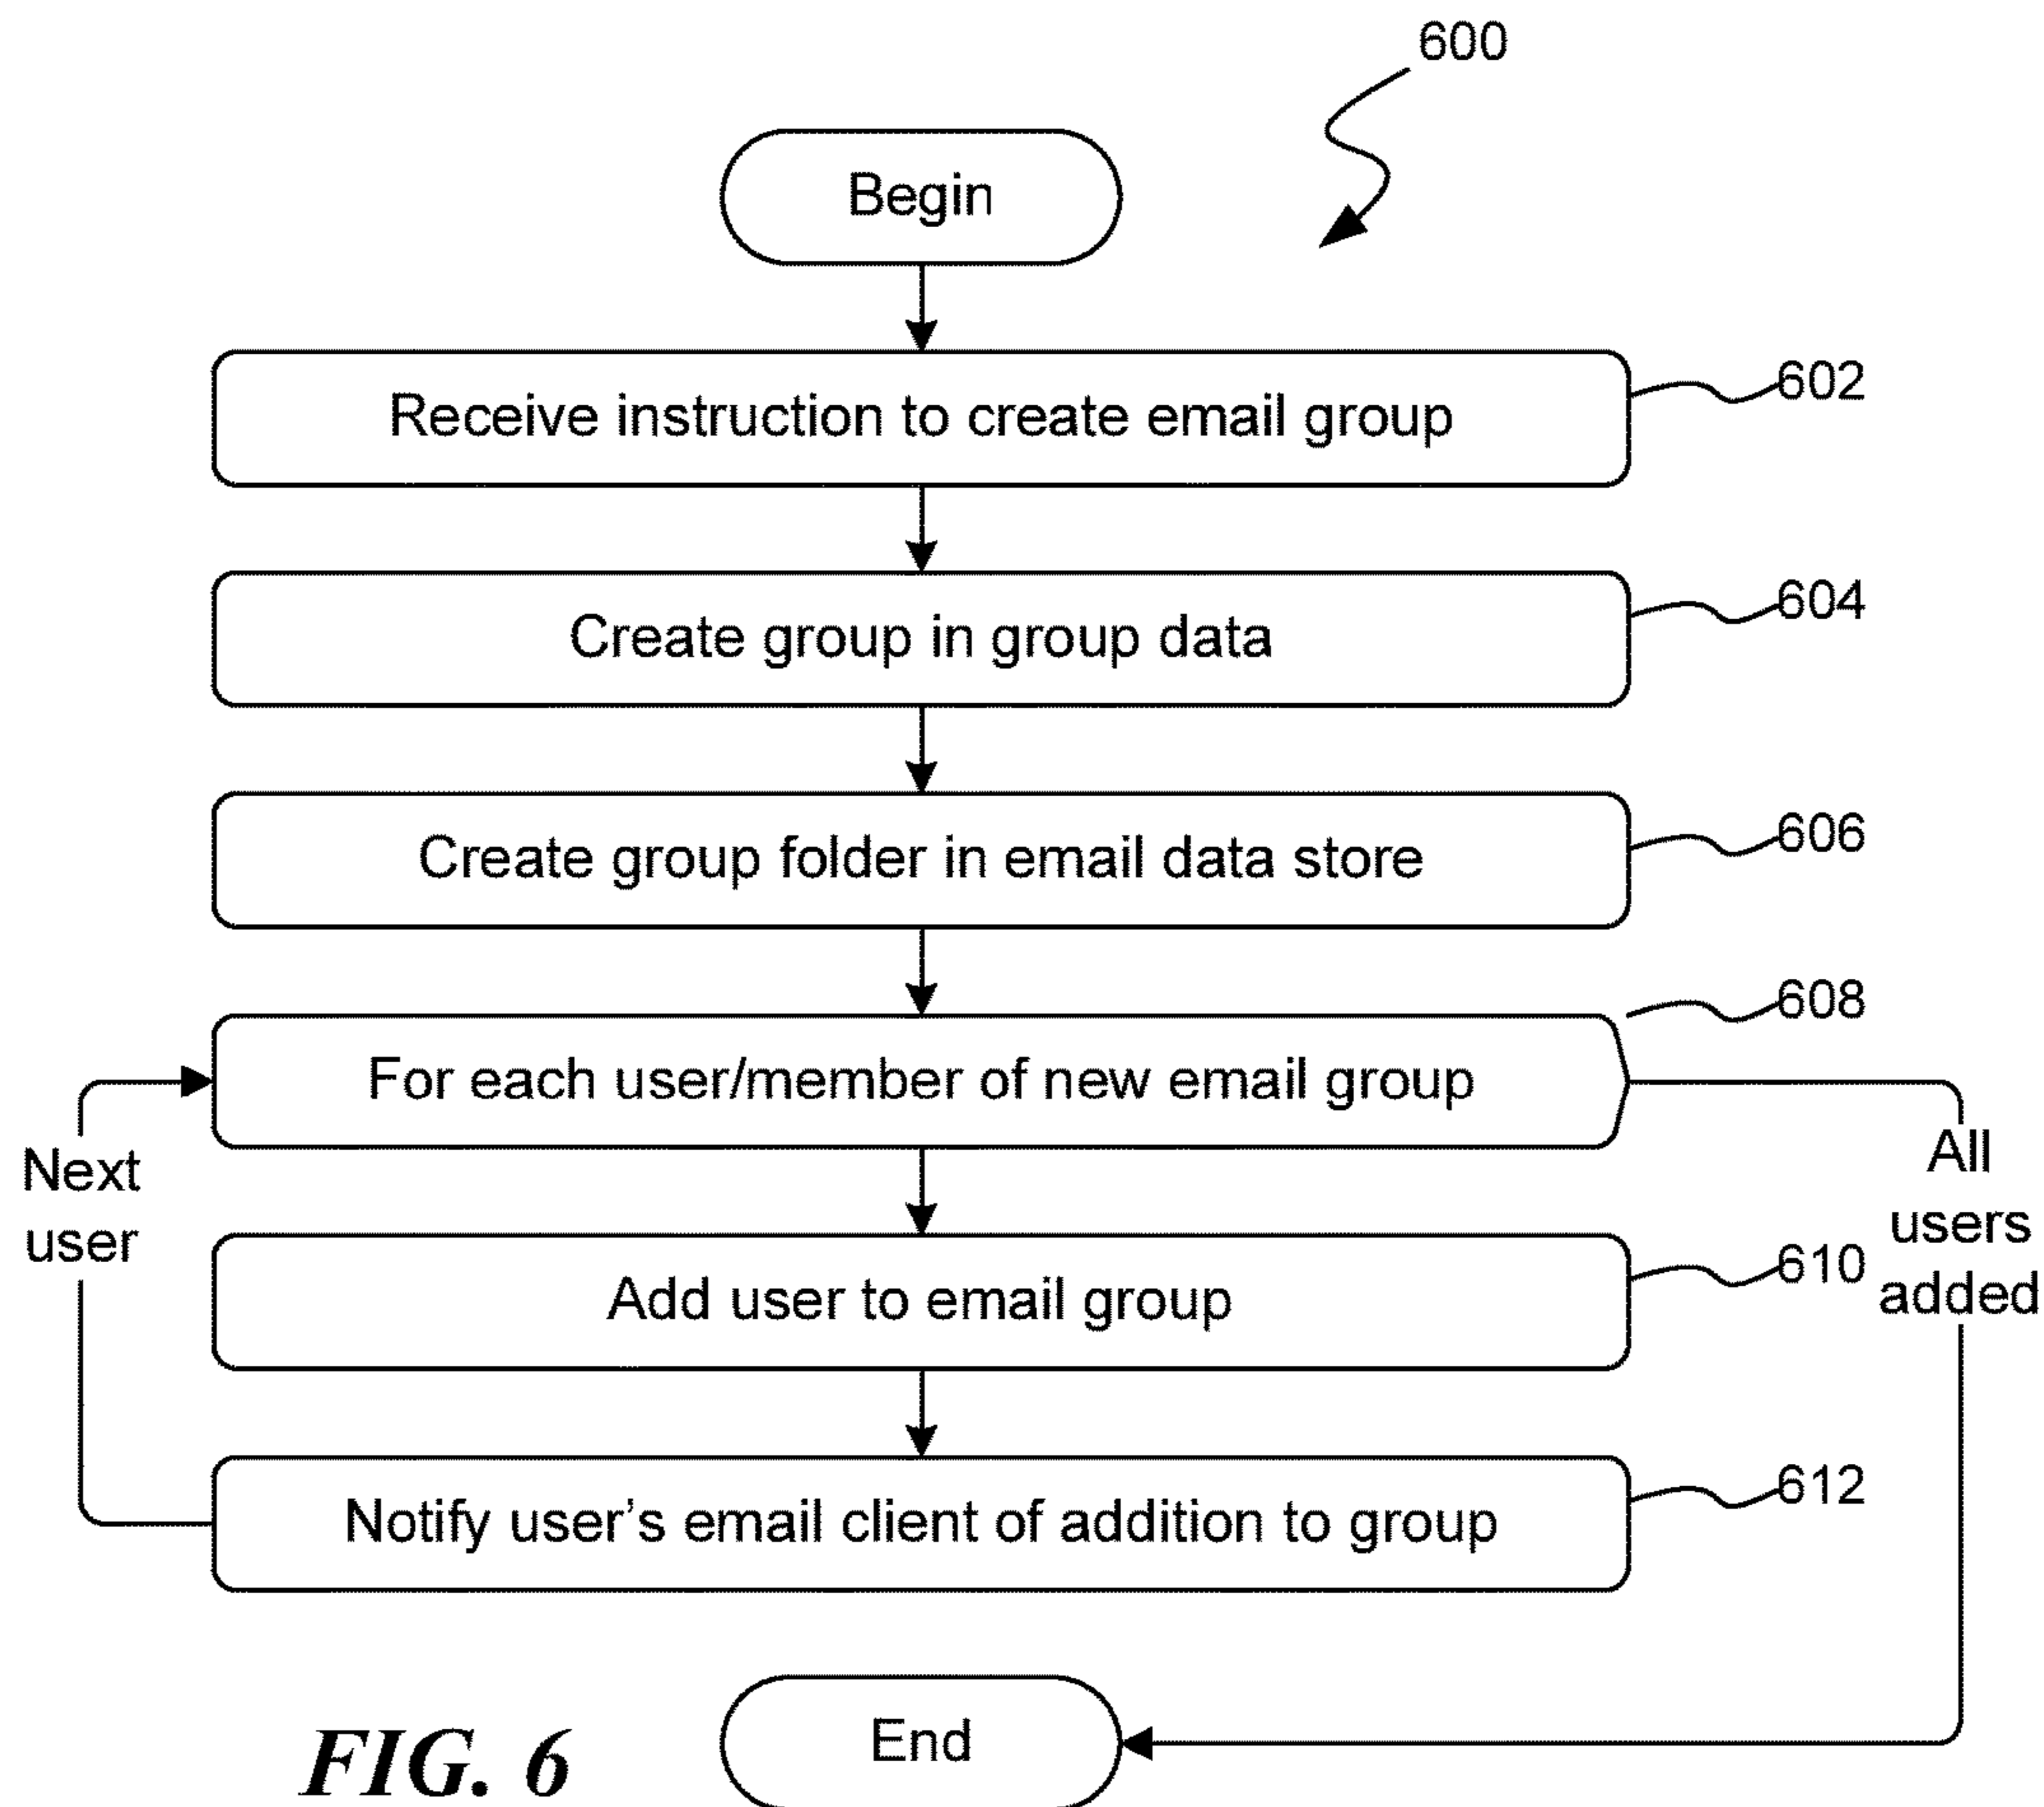 600
Begin
Receive instruction to create email group
602
Create group in group data
604
Create group folder in email data store
606
608
For each user/member of new email group
Next
user
All
users
added
Add user to email group
610
Notify user's email client of addition to group
612
End
FIG. 6